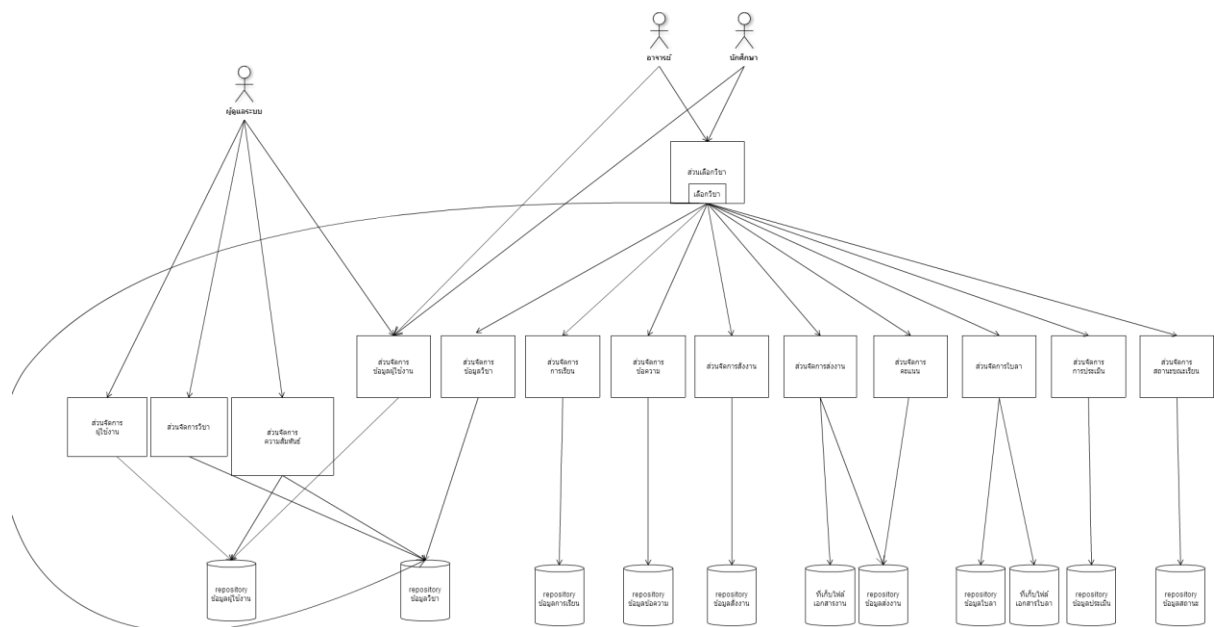 อาจารย์
นักศึกษา
ผู้ดูแลระบบ
ส่วนเลือกวิชา
เลือกวิชา
ส่วนจัดการ
ข้อมูลผู้ใช้งาน
ส่วนจัดการ
ข้อมูลวิชา
ส่วนจัดการ
การเรียน
ส่วนจัดการ
ข้อความ
ส่วนจัดการสั่งงาน
ส่วนจัดการส่งงาน
ส่วนจัดการ
คะแนน
ส่วนจัดการใบลา
ส่วนจัดการ
การประเมิน
ส่วนจัดการ
สถานะขณะเรียน
ส่วนจัดการ
ผู้ใช้งาน
ส่วนจัดการวิชา
ส่วนจัดการ
ความสัมพันธ์
repository
ข้อมูลผู้ใช้งาน
repository
ข้อมูลวิชา
repository
ข้อมูลการเรียน
repository
ข้อมูลข้อความ
repository
ข้อมูลสั่งงาน
ที่เก็บไฟล์
เอกสารงาน
repository
ข้อมูลส่งงาน
repository
ข้อมูลใบลา
ที่เก็บไฟล์
เอกสารใบลา
repository
ข้อมูลประเมิน
repository
ข้อมูลสถานะ